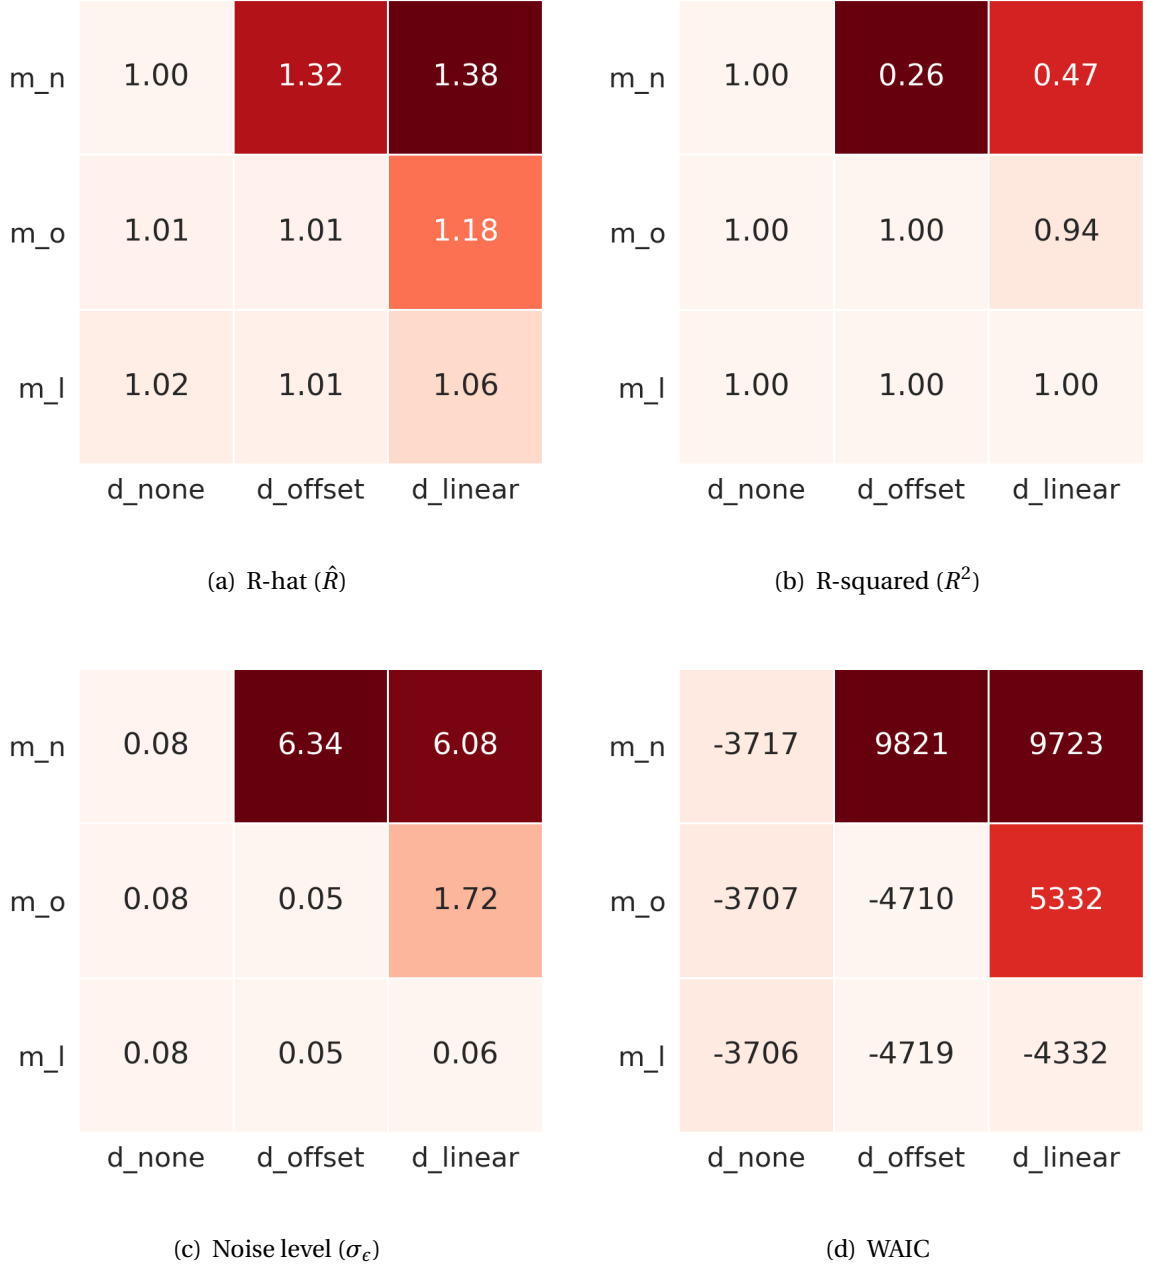 m_n 1.00 1.32 1.38
m_o 1.01 1.01 1.18
m_l 1.02 1.01 1.06
d_none d_offset d_linear
(a) R-hat (R̂)
m_n 1.00 0.26 0.47
m_o 1.00 1.00 0.94
m_l 1.00 1.00 1.00
d_none d_offset d_linear
(b) R-squared (R²)
m_n 0.08 6.34 6.08
m_o 0.08 0.05 1.72
m_l 0.08 0.05 0.06
d_none d_offset d_linear
(c) Noise level (σ_ϵ)
m_n -3717 9821 9723
m_o -3707 -4710 5332
m_l -3706 -4719 -4332
d_none d_offset d_linear
(d) WAIC